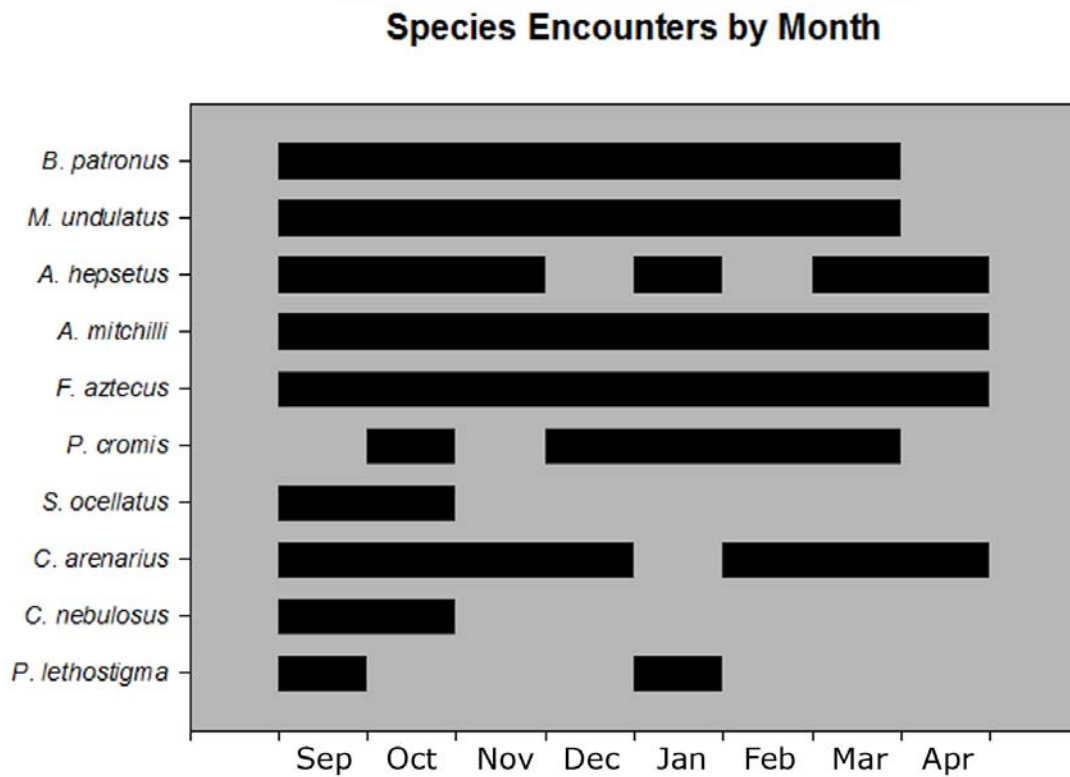 Species Encounters by Month
B. patronus
M. undulatus
A. hepsetus
A. mitchilli
F. aztecus
P. cromis
S. ocellatus
C. arenarius
C. nebulosus
P. lethostigma
Sep Oct Nov Dec Jan Feb Mar Apr